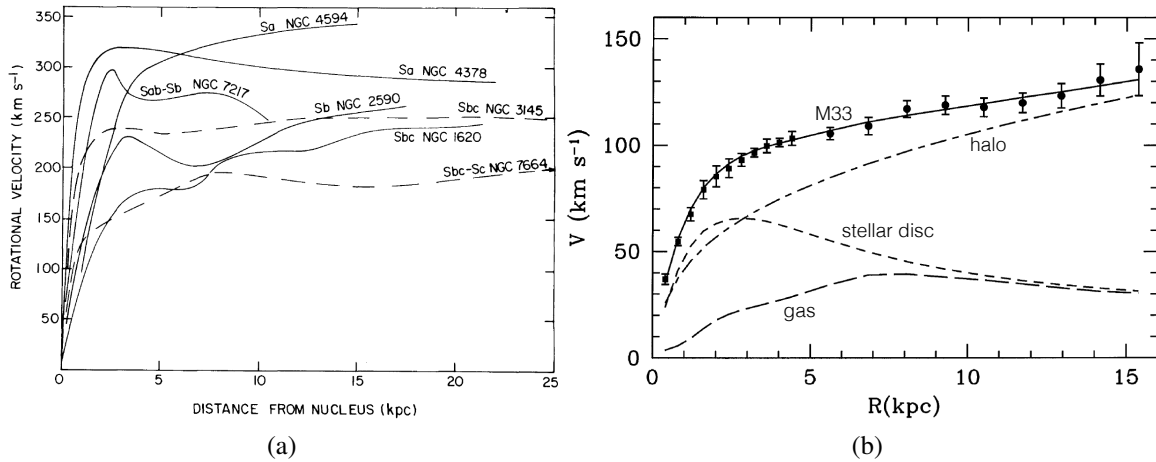 350
300
250
200
150
100
50
0
ROTATIONAL VELOCITY (km s⁻¹)
Sa NGC 4594
Sa NGC 4378
Sab-Sb NGC 7217
Sb NGC 2590
Sbc NGC 3145
Sbc NGC 1620
Sbc-Sc NGC 7664
0 5 10 15 20 25
DISTANCE FROM NUCLEUS (kpc)
(a)
150
100
50
0
V (km s⁻¹)
M33
halo
stellar disc
gas
0 5 10 15
R(kpc)
(b)